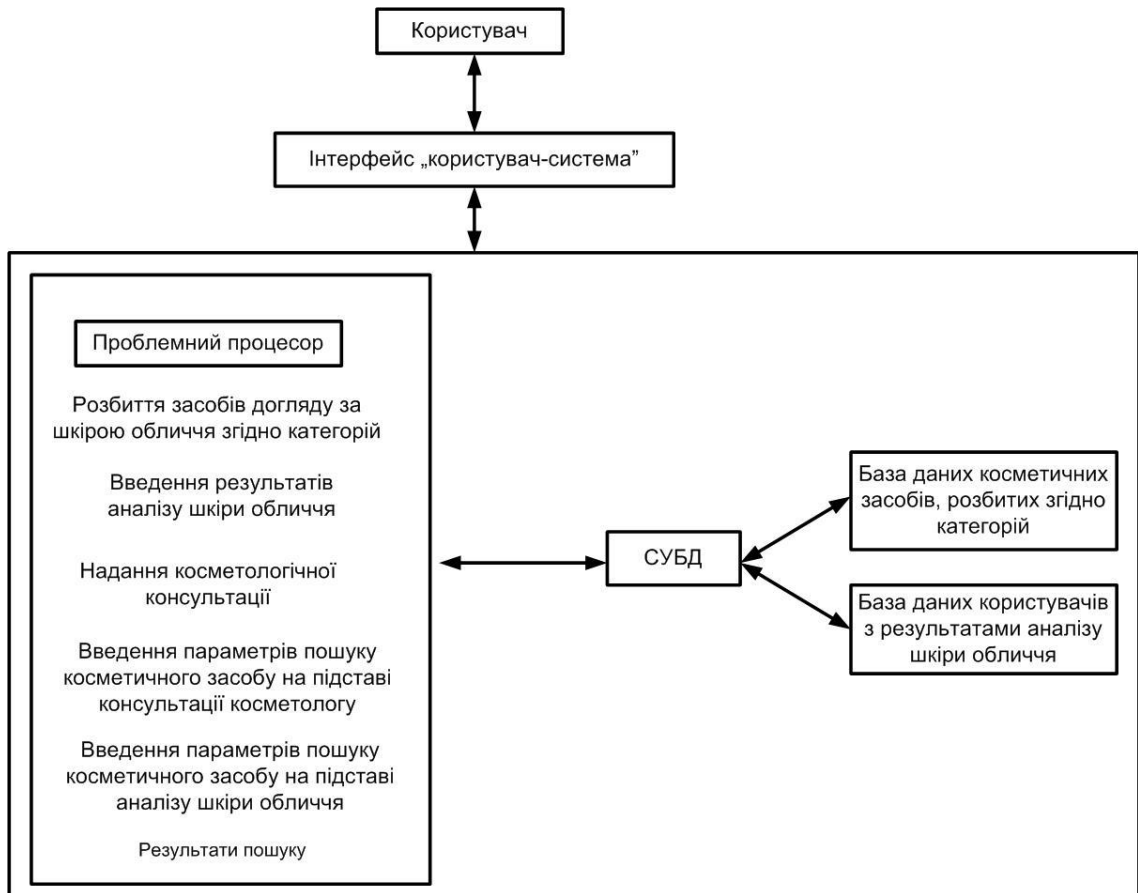 Користувач
Інтерфейс „користувач-система”
Проблемний процесор
Розбиття засобів догляду за
шкірою обличчя згідно категорій
Введення результатів
аналізу шкіри обличчя
Надання косметологічної
консультації
Введення параметрів пошуку
косметичного засобу на підставі
консультації косметологу
Введення параметрів пошуку
косметичного засобу на підставі
аналізу шкіри обличчя
Результати пошуку
СУБД
База даних косметичних
засобів, розбитих згідно
категорій
База даних користувачів
з результатами аналізу
шкіри обличчя